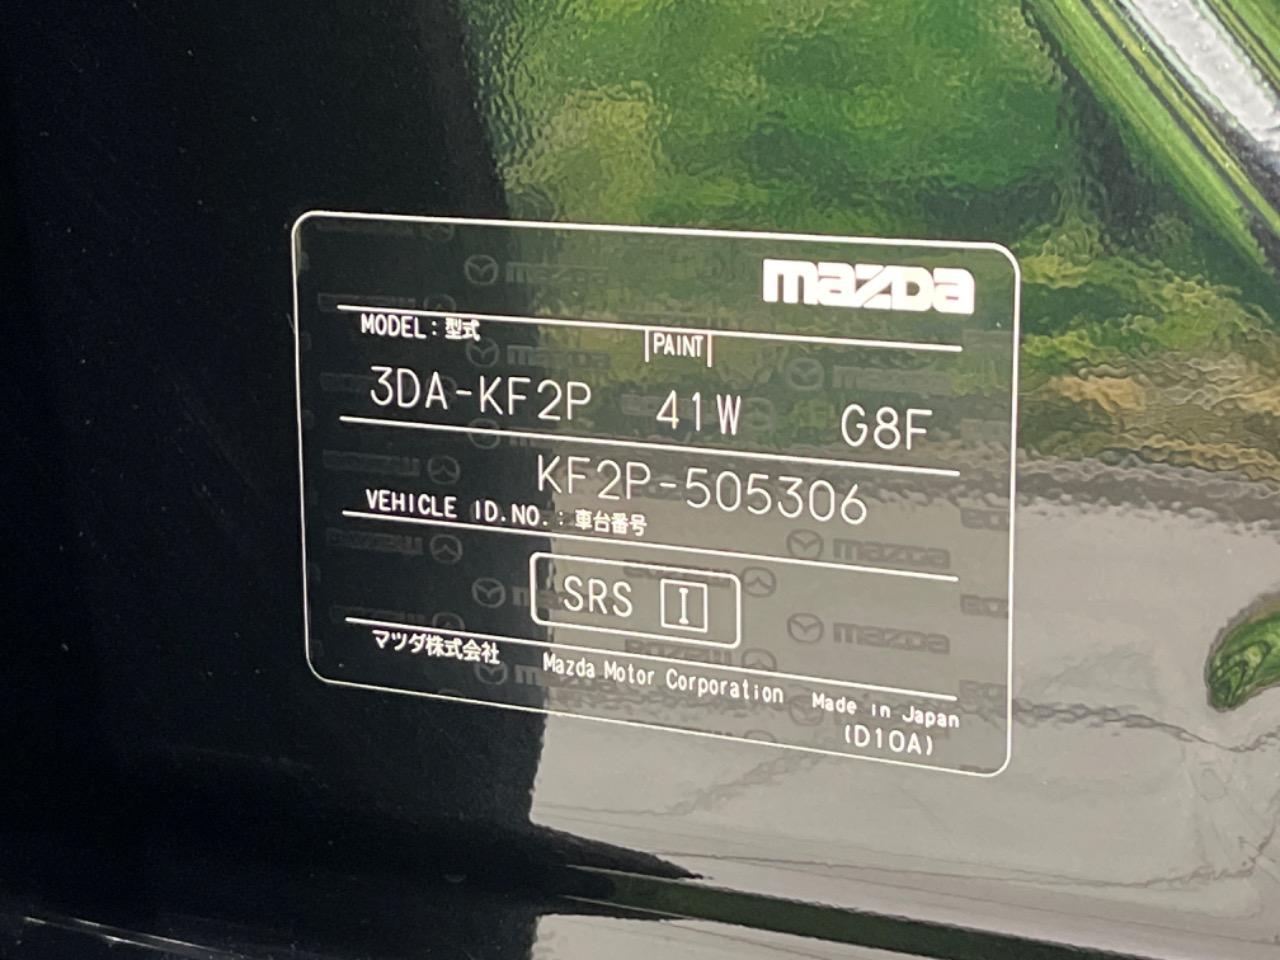 mazda
MODEL : 型式
PAINT
3DA-KF2P 41W G8F
KF2P-505306
VEHICLE ID.NO. : 車台番号
SRS I
マツダ株式会社 Mazda Motor Corporation Made in Japan
(D10A)